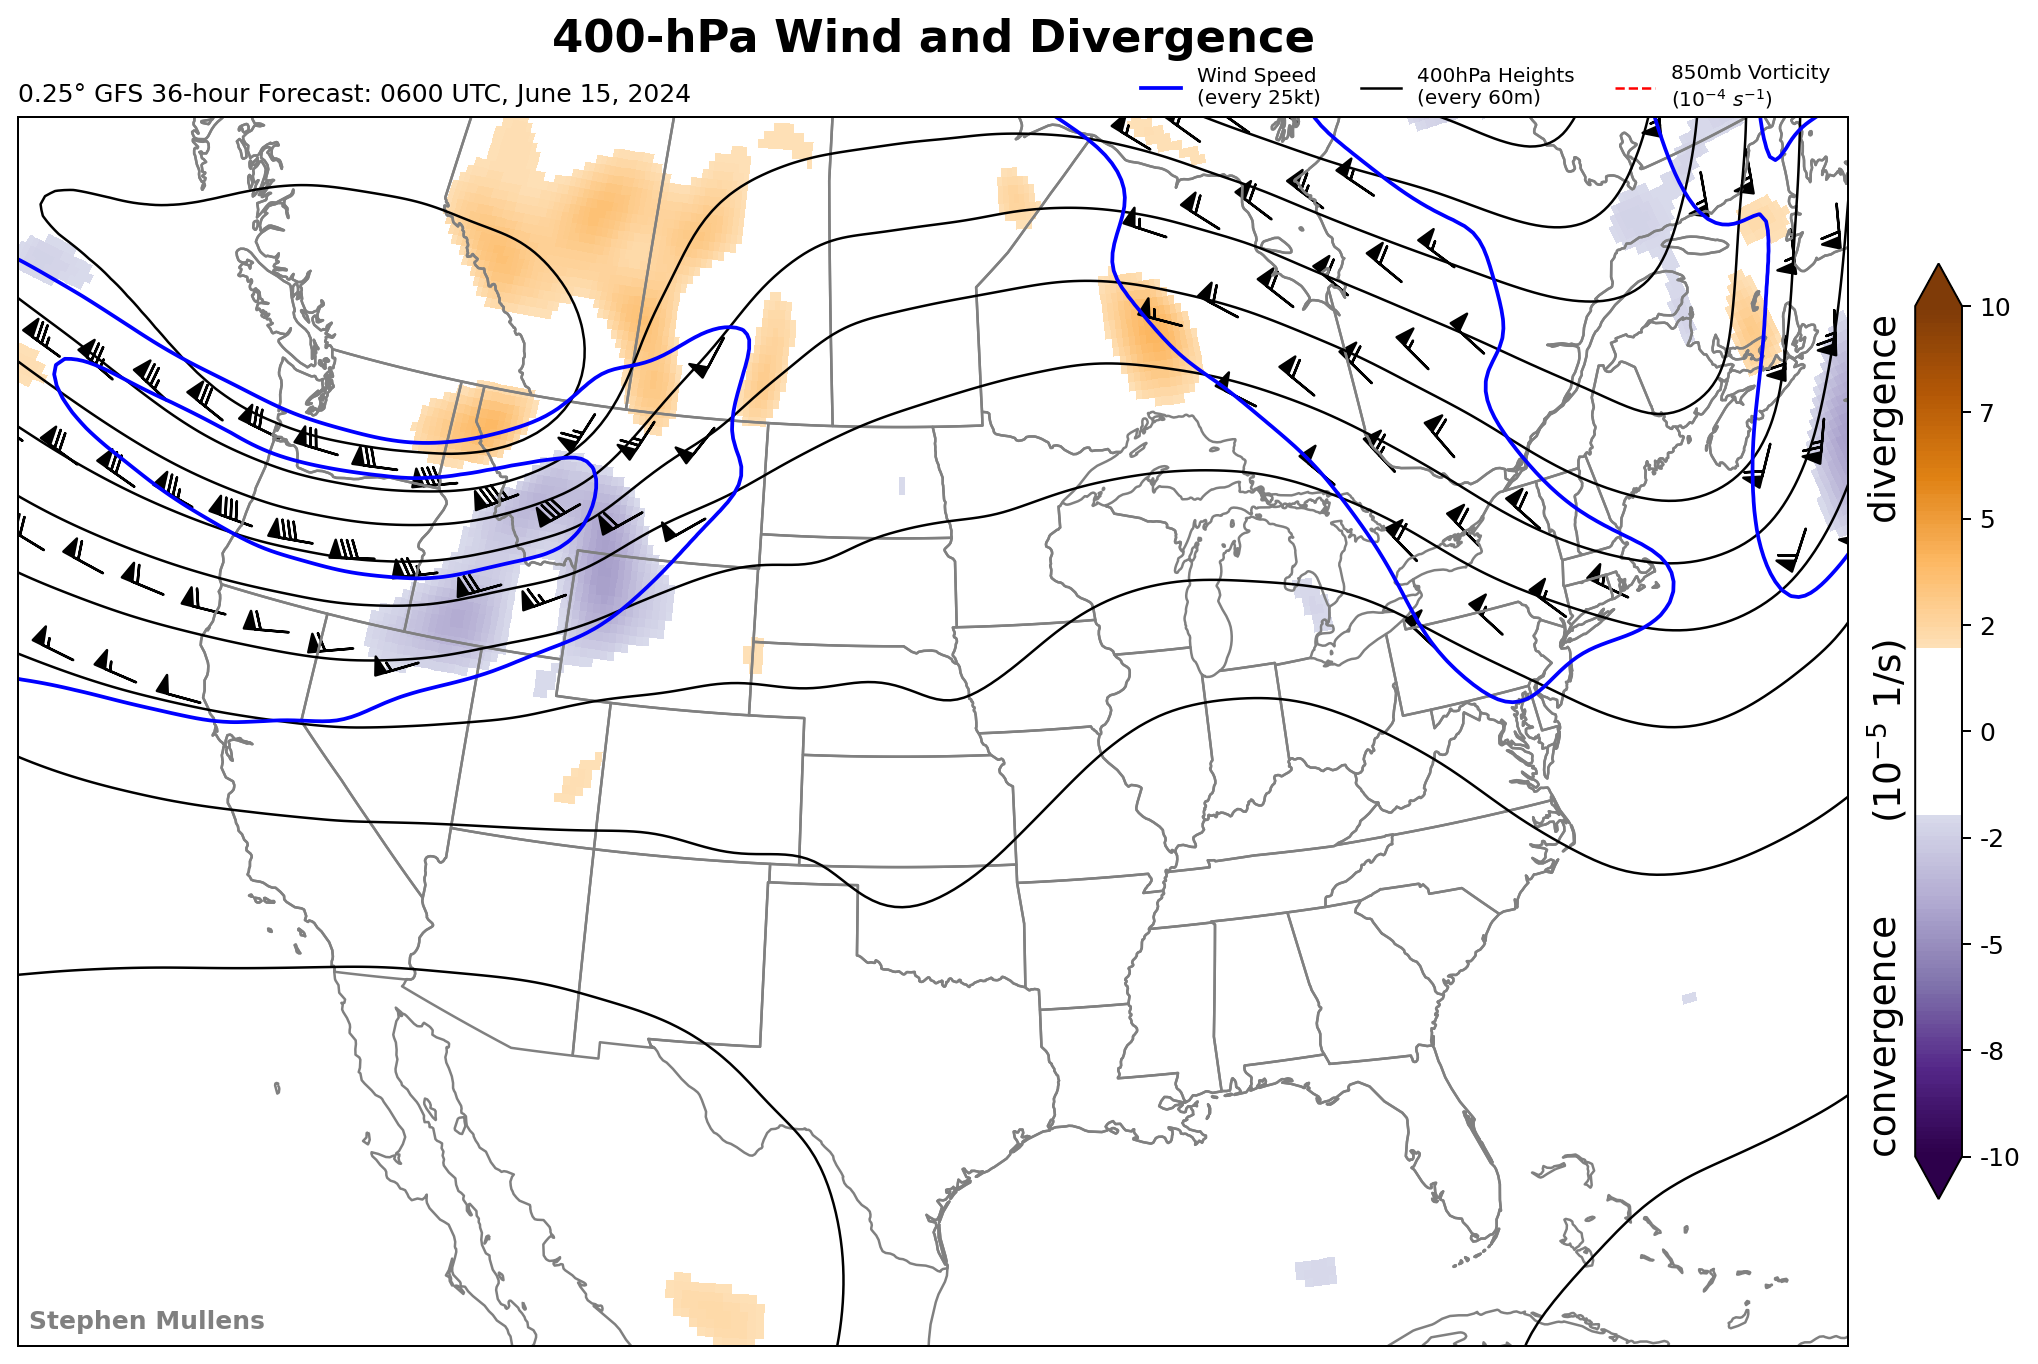 400-hPa Wind and Divergence
0.25° GFS 36-hour Forecast: 0600 UTC, June 15, 2024
Wind Speed
(every 25kt)
400hPa Heights
(every 60m)
850mb Vorticity
(10⁻⁴ s⁻¹)
10
7
5
2
0
-2
-5
-8
-10
convergence (10⁻⁵ 1/s) divergence
Stephen Mullens